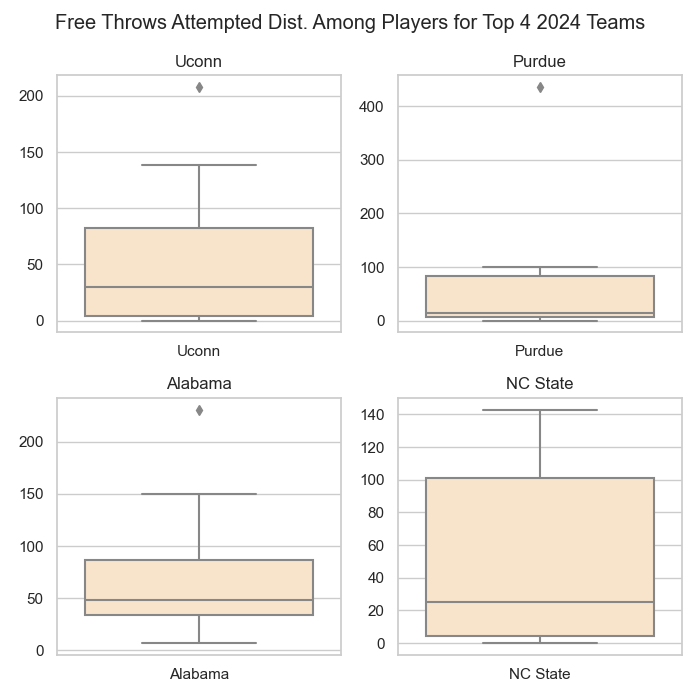 Free Throws Attempted Dist. Among Players for Top 4 2024 Teams
Uconn
200
150
100
50
0
Uconn
Purdue
400
300
200
100
0
Purdue
Alabama
200
150
100
50
0
Alabama
NC State
140
120
100
80
60
40
20
0
NC State